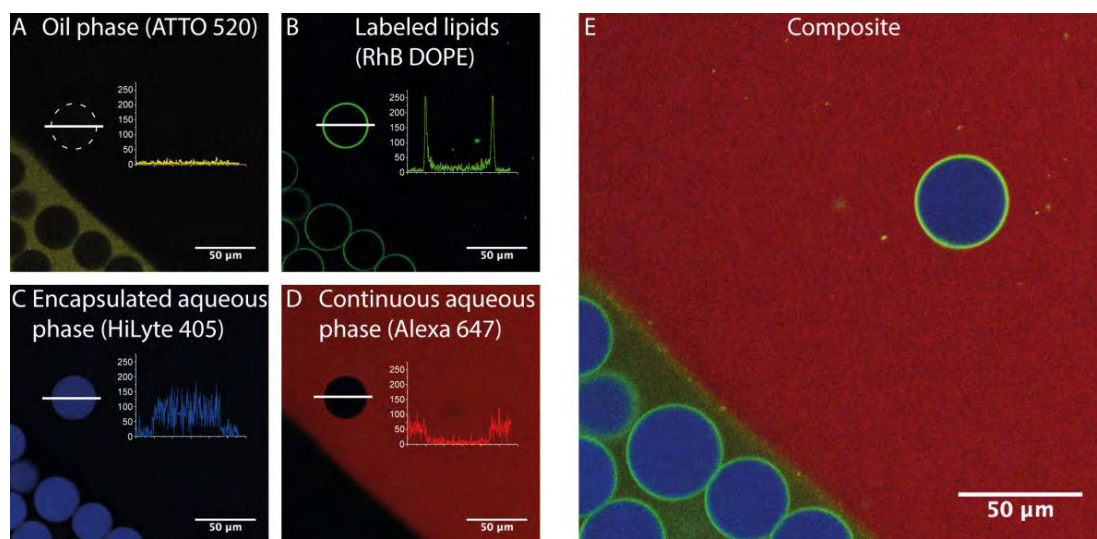 A Oil phase (ATTO 520)
250
200
150
100
50
0
50 µm
B Labeled lipids
(RhB DOPE)
250
200
150
100
50
0
50 µm
C Encapsulated aqueous
phase (HiLyte 405)
250
200
150
100
50
0
50 µm
D Continuous aqueous
phase (Alexa 647)
250
200
150
100
50
0
50 µm
E Composite
50 µm